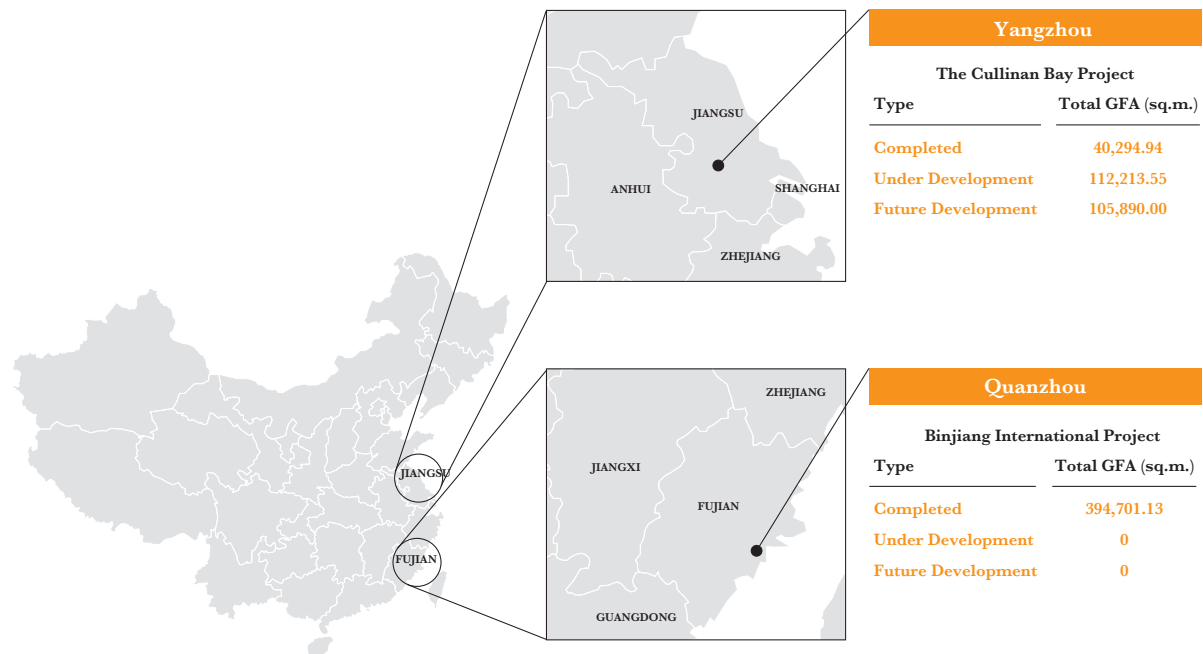 JIANGSU
FUJIAN
JIANGSU
ANHUI
SHANGHAI
ZHEJIANG
Yangzhou
The Cullinan Bay Project
Type Total GFA (sq.m.)
Completed 40,294.94
Under Development 112,213.55
Future Development 105,890.00
ZHEJIANG
JIANGXI
FUJIAN
GUANGDONG
Quanzhou
Binjiang International Project
Type Total GFA (sq.m.)
Completed 394,701.13
Under Development 0
Future Development 0